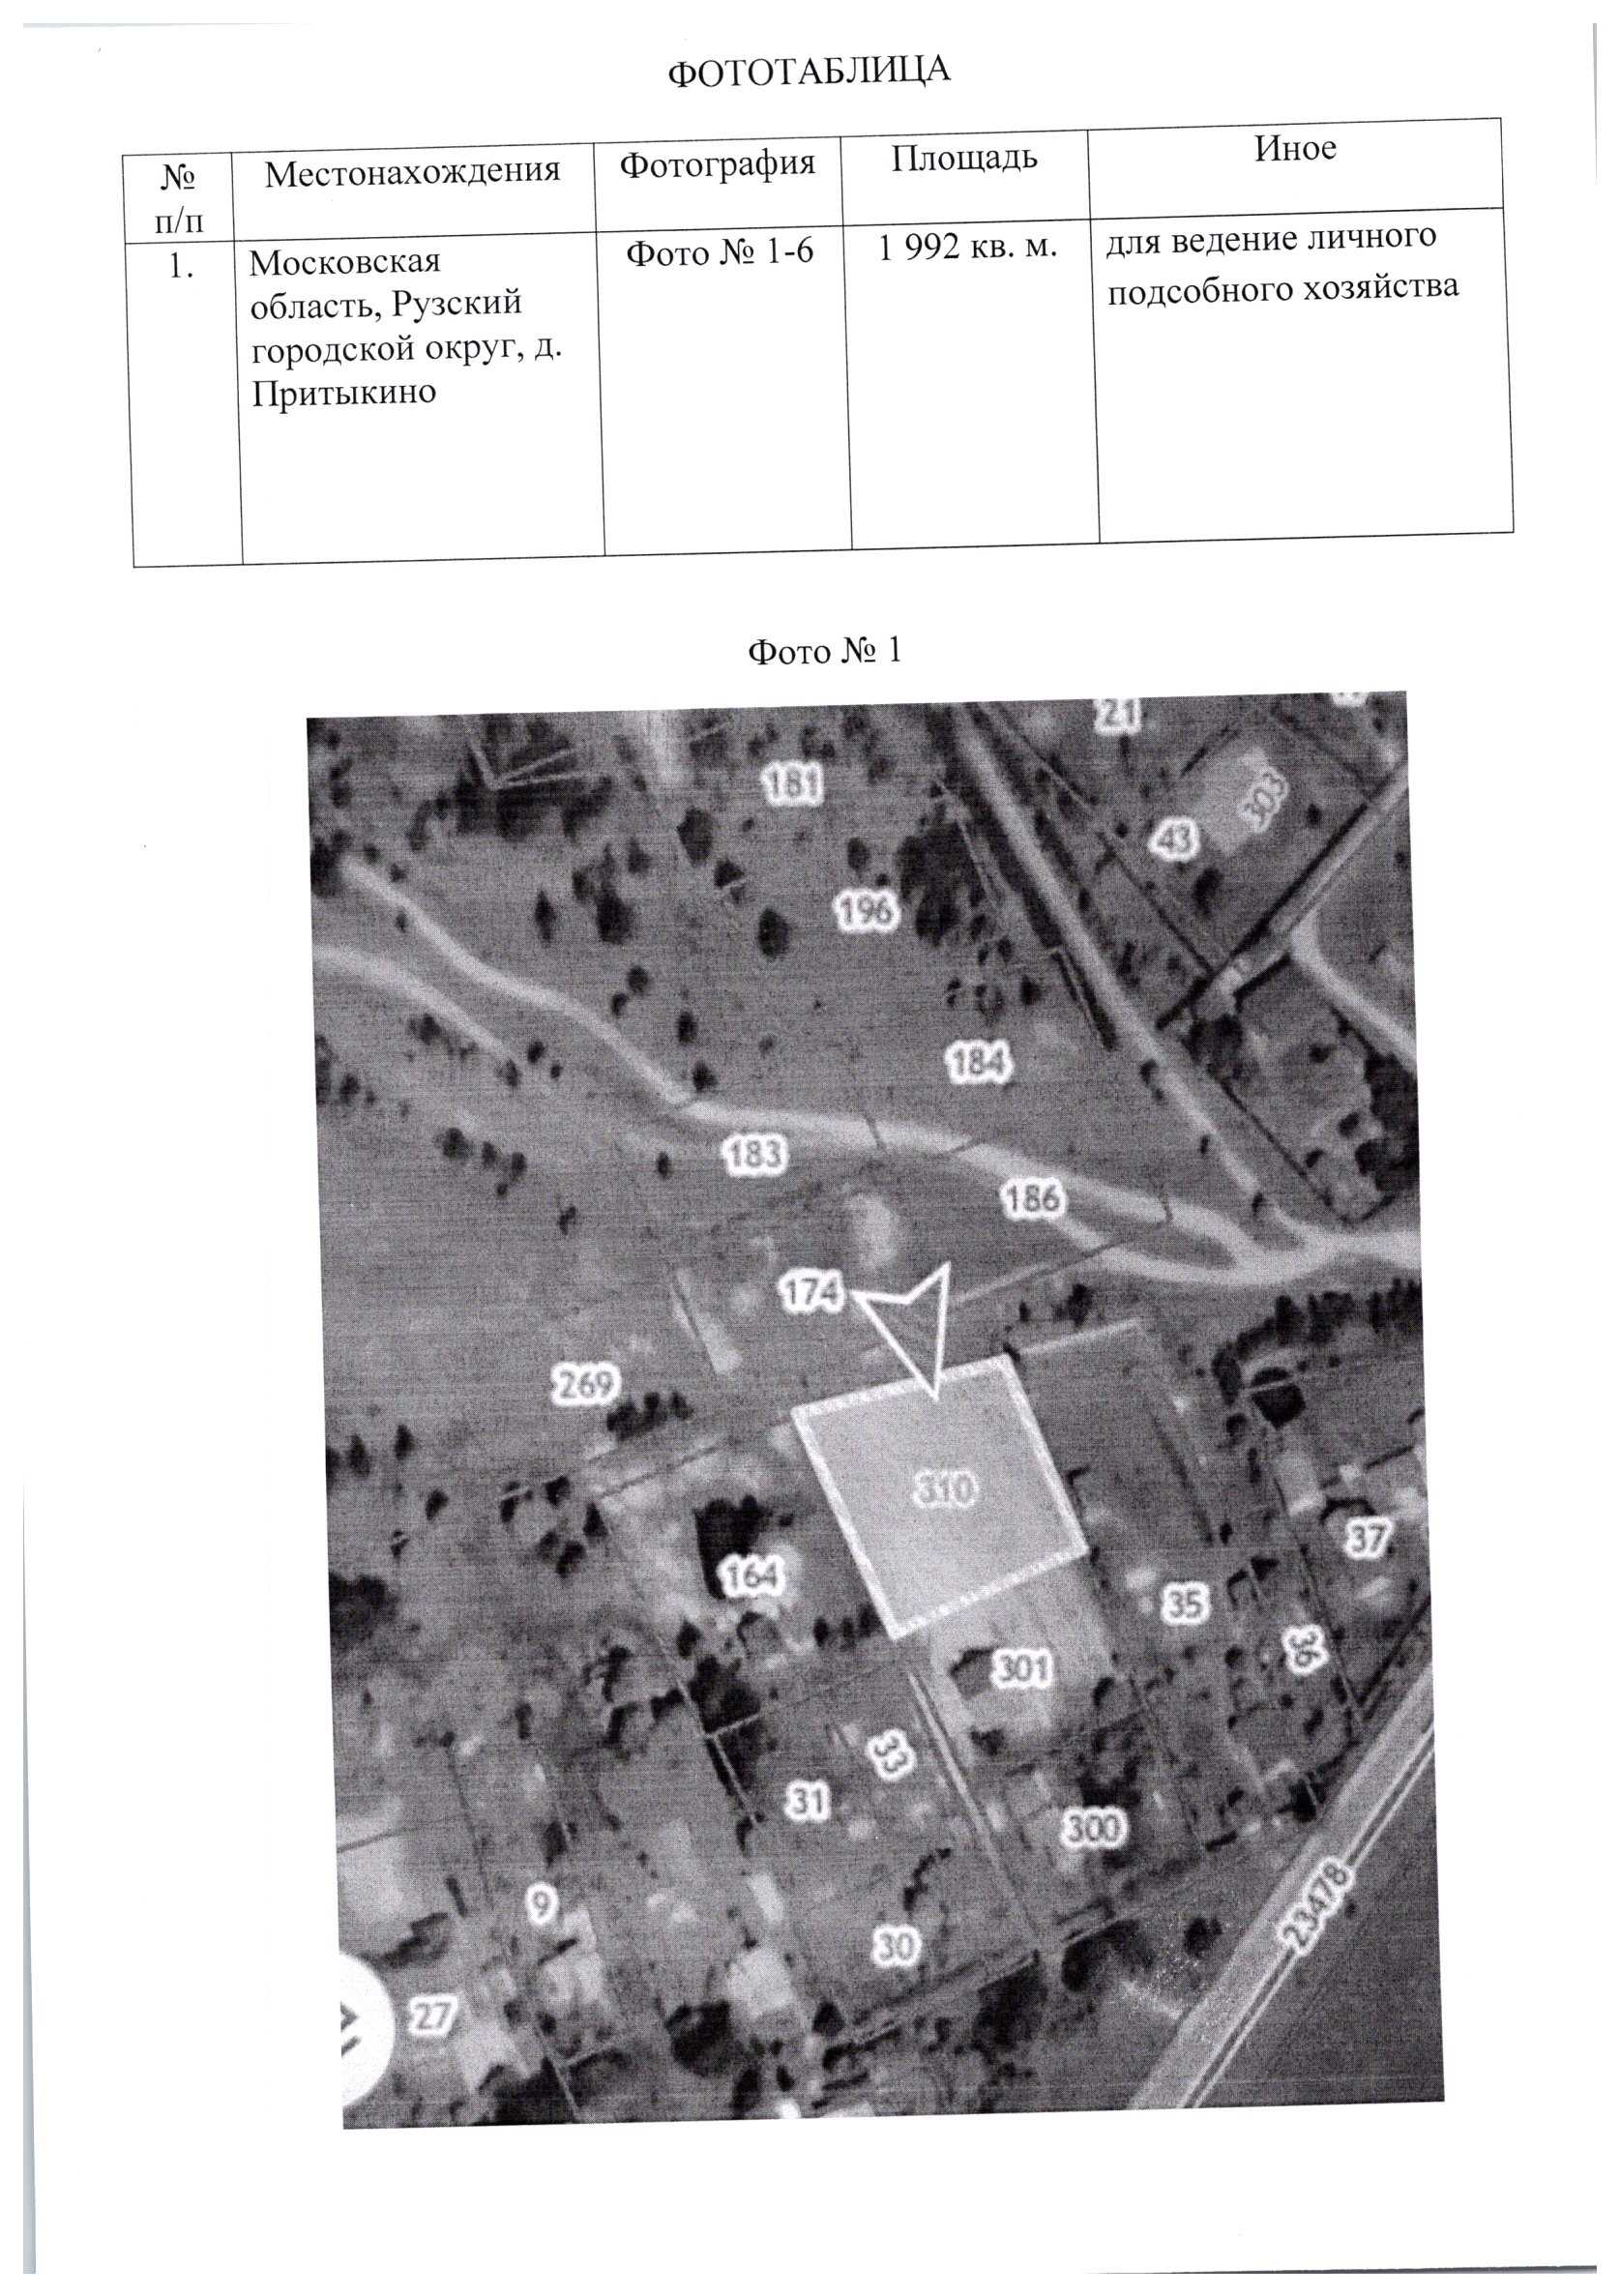 ФОТОТАБЛИЦА
№ п/п
Местонахождения
Фотография
Площадь
Иное
1.
Московская
область, Рузский
городской округ, д.
Притыкино
Фото № 1-6
1 992 кв. м.
для ведение личного
подсобного хозяйства
Фото № 1
21
181
303
43
196
184
183
186
174
269
310
37
164
35
36
301
33
31
300
9
23478
30
27